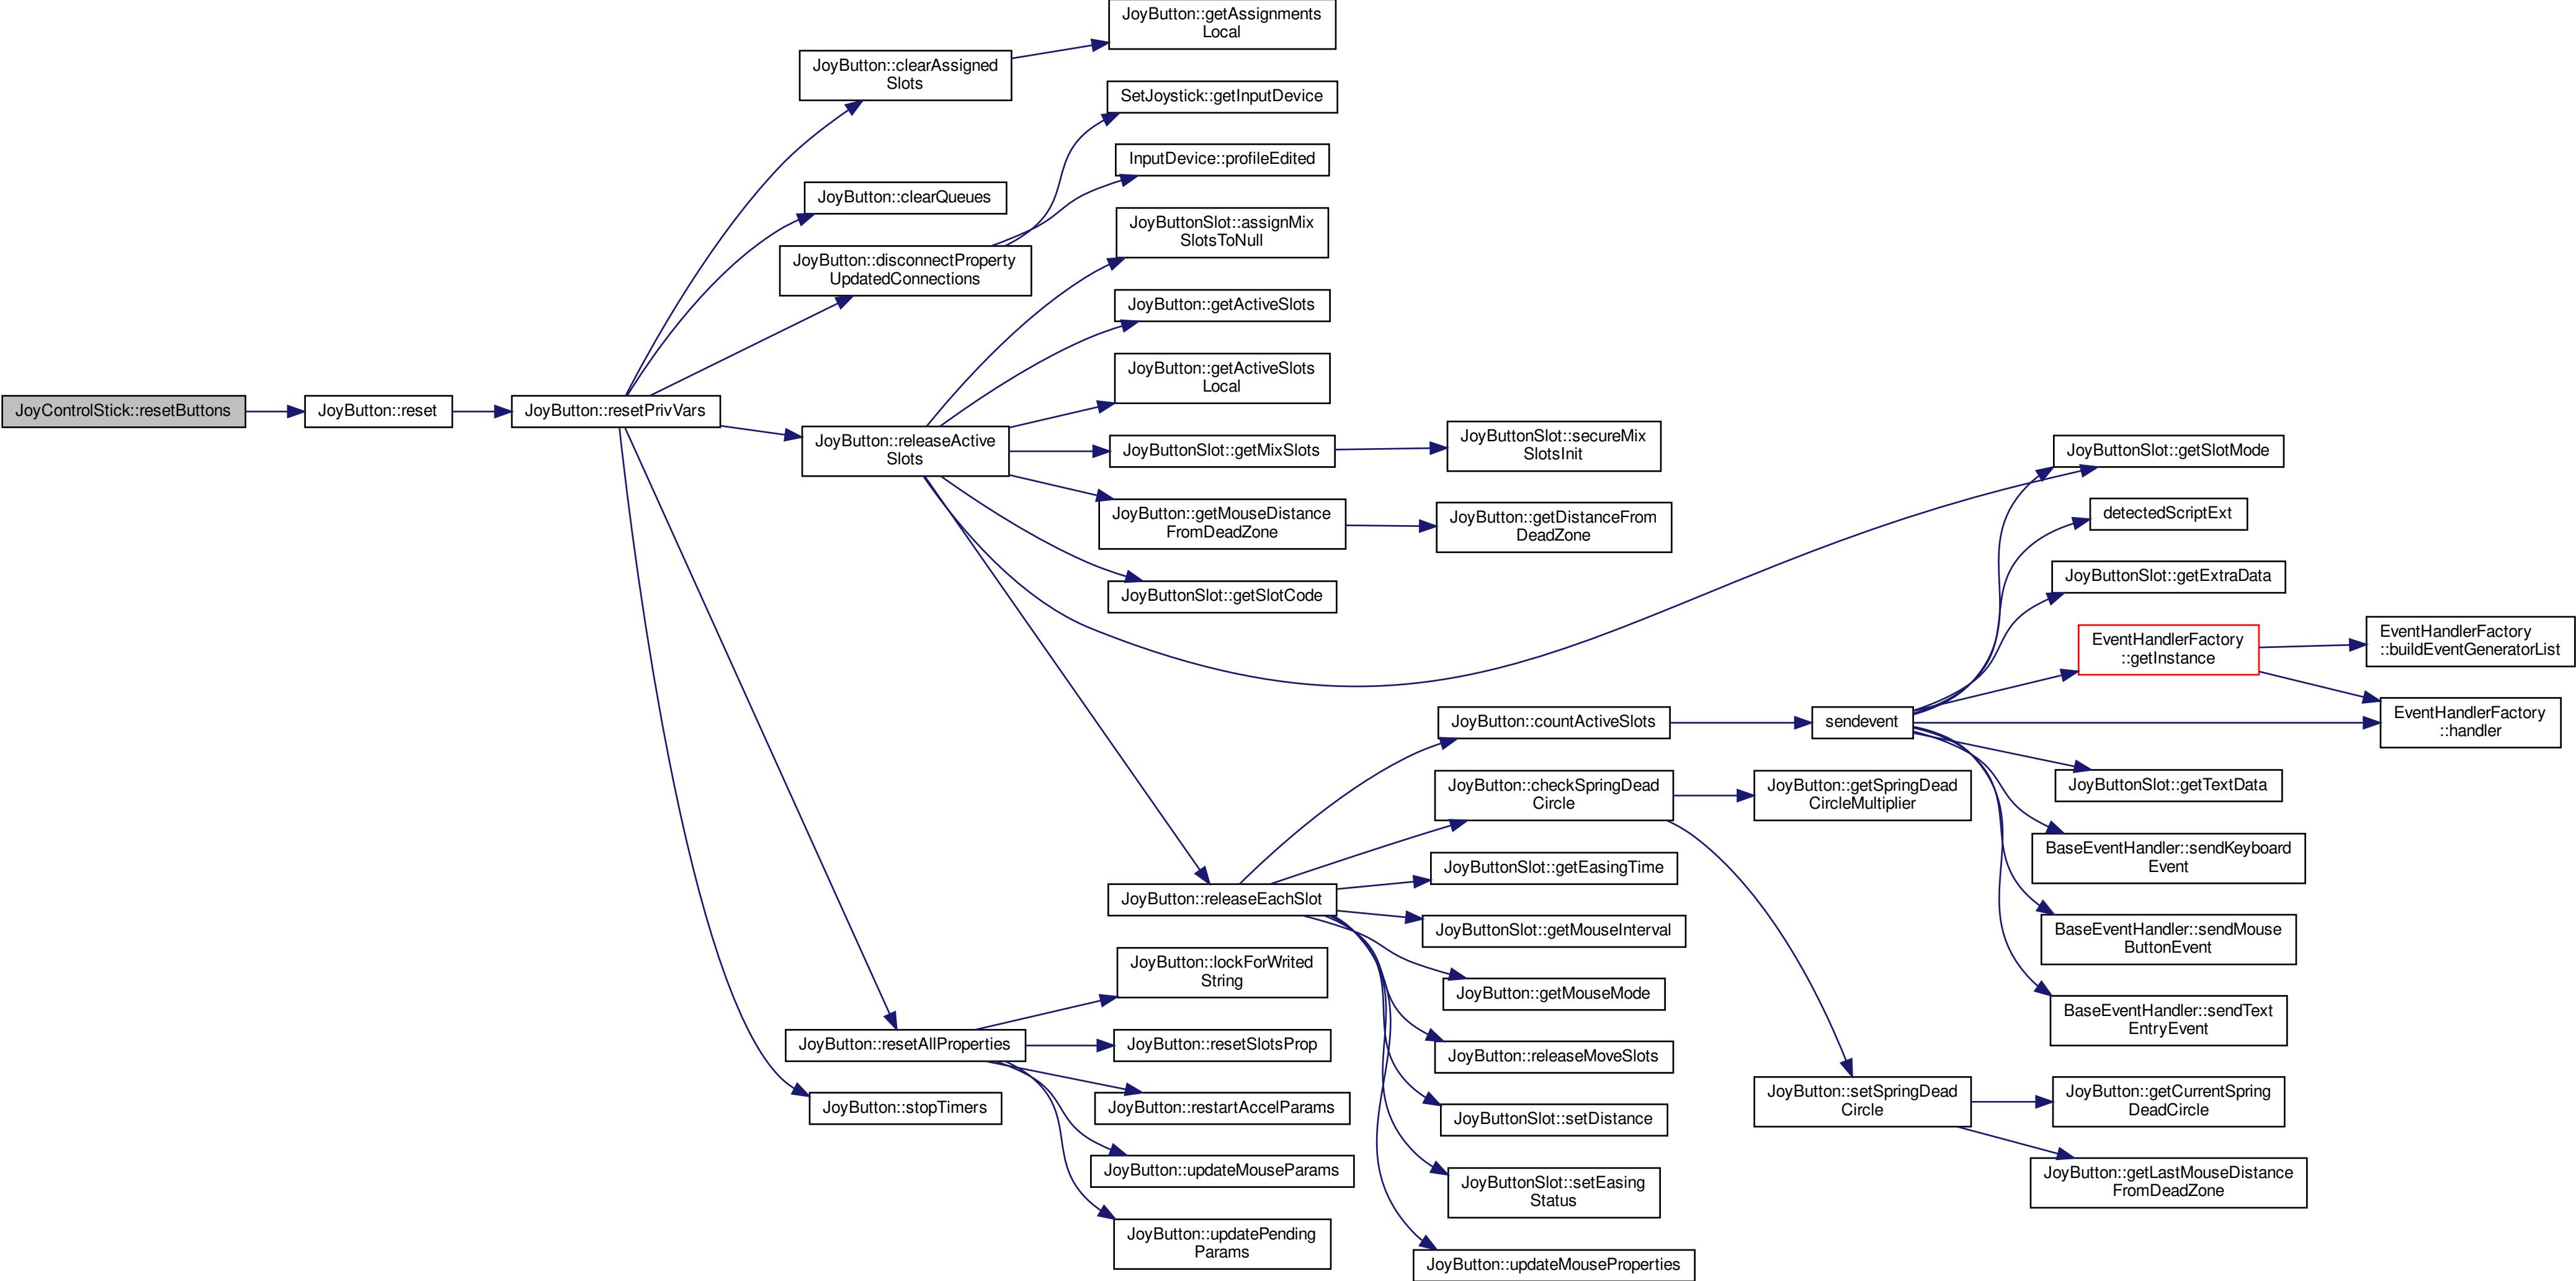 JoyControlStick::resetButtons
JoyButton::reset
JoyButton::resetPrivVars
JoyButton::clearAssigned
Slots
JoyButton::clearQueues
JoyButton::disconnectProperty
UpdatedConnections
JoyButton::releaseActive
Slots
JoyButton::resetAllProperties
JoyButton::stopTimers
JoyButton::getAssignments
Local
SetJoystick::getInputDevice
InputDevice::profileEdited
JoyButtonSlot::assignMix
SlotsToNull
JoyButton::getActiveSlots
JoyButton::getActiveSlots
Local
JoyButtonSlot::getMixSlots
JoyButton::getMouseDistance
FromDeadZone
JoyButtonSlot::getSlotCode
JoyButton::releaseEachSlot
JoyButton::lockForWrited
String
JoyButton::resetSlotsProp
JoyButton::restartAccelParams
JoyButton::updateMouseParams
JoyButton::updatePending
Params
JoyButtonSlot::secureMix
SlotsInit
JoyButton::getDistanceFrom
DeadZone
JoyButton::countActiveSlots
JoyButton::checkSpringDead
Circle
JoyButtonSlot::getEasingTime
JoyButtonSlot::getMouseInterval
JoyButton::getMouseMode
JoyButton::releaseMoveSlots
JoyButtonSlot::setDistance
JoyButtonSlot::setEasing
Status
JoyButton::updateMouseProperties
sendevent
JoyButton::getSpringDead
CircleMultiplier
JoyButton::setSpringDead
Circle
JoyButtonSlot::getSlotMode
detectedScriptExt
JoyButtonSlot::getExtraData
EventHandlerFactory
::getInstance
JoyButtonSlot::getTextData
BaseEventHandler::sendKeyboard
Event
BaseEventHandler::sendMouse
ButtonEvent
BaseEventHandler::sendText
EntryEvent
JoyButton::getCurrentSpring
DeadCircle
JoyButton::getLastMouseDistance
FromDeadZone
EventHandlerFactory
::buildEventGeneratorList
EventHandlerFactory
::handler